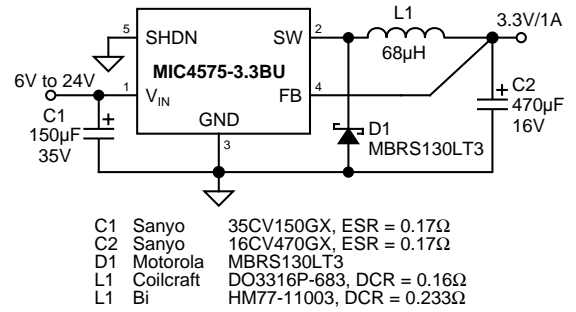 L1
3.3V/1A
5
SHDN
SW
2
68µH
MIC4575-3.3BU
6V to 24V
1
VIN
FB
4
C2
470µF
16V
C1
150µF
35V
GND
3
D1
MBRS130LT3
C1 Sanyo 35CV150GX, ESR = 0.17Ω
C2 Sanyo 16CV470GX, ESR = 0.17Ω
D1 Motorola MBRS130LT3
L1 Coilcraft DO3316P-683, DCR = 0.16Ω
L1 Bi HM77-11003, DCR = 0.233Ω